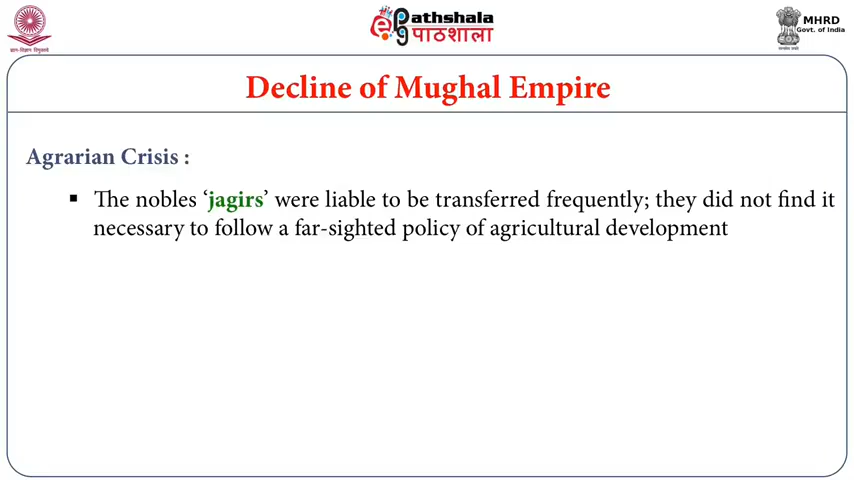 ePathshala
पाठशाला
MHRD
Govt. of India
Decline of Mughal Empire
Agrarian Crisis :
▪ The nobles ‘jagirs’ were liable to be transferred frequently; they did not find it
necessary to follow a far-sighted policy of agricultural development